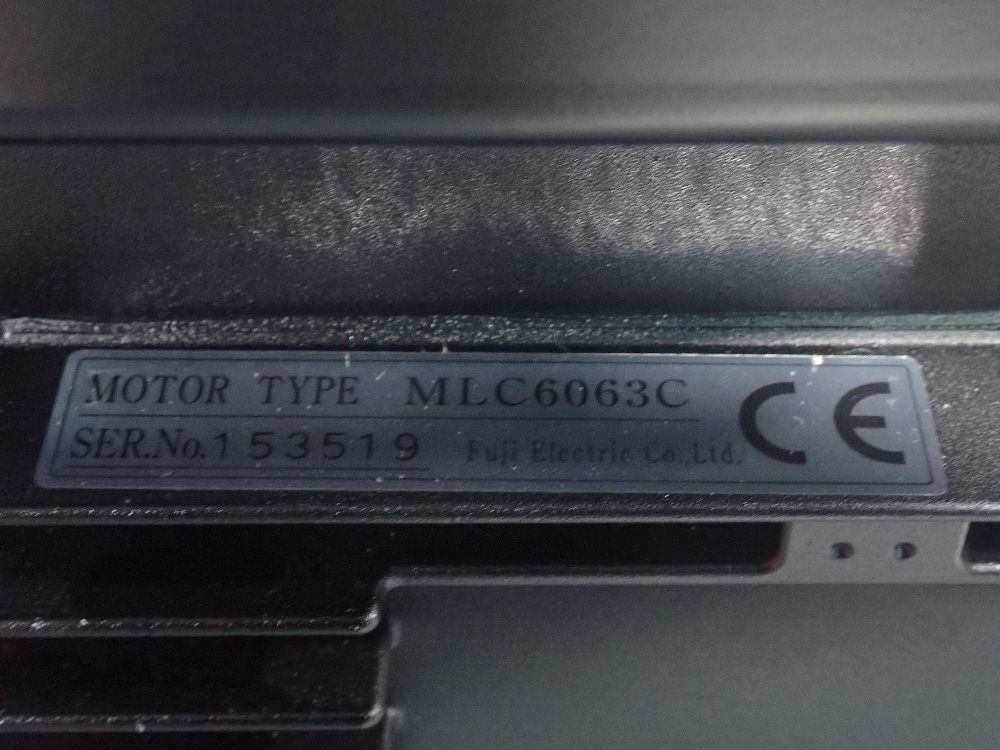 MOTOR TYPE MLC6063C
SER.No.153519 Fuji Electric Co.,Ltd.
CE